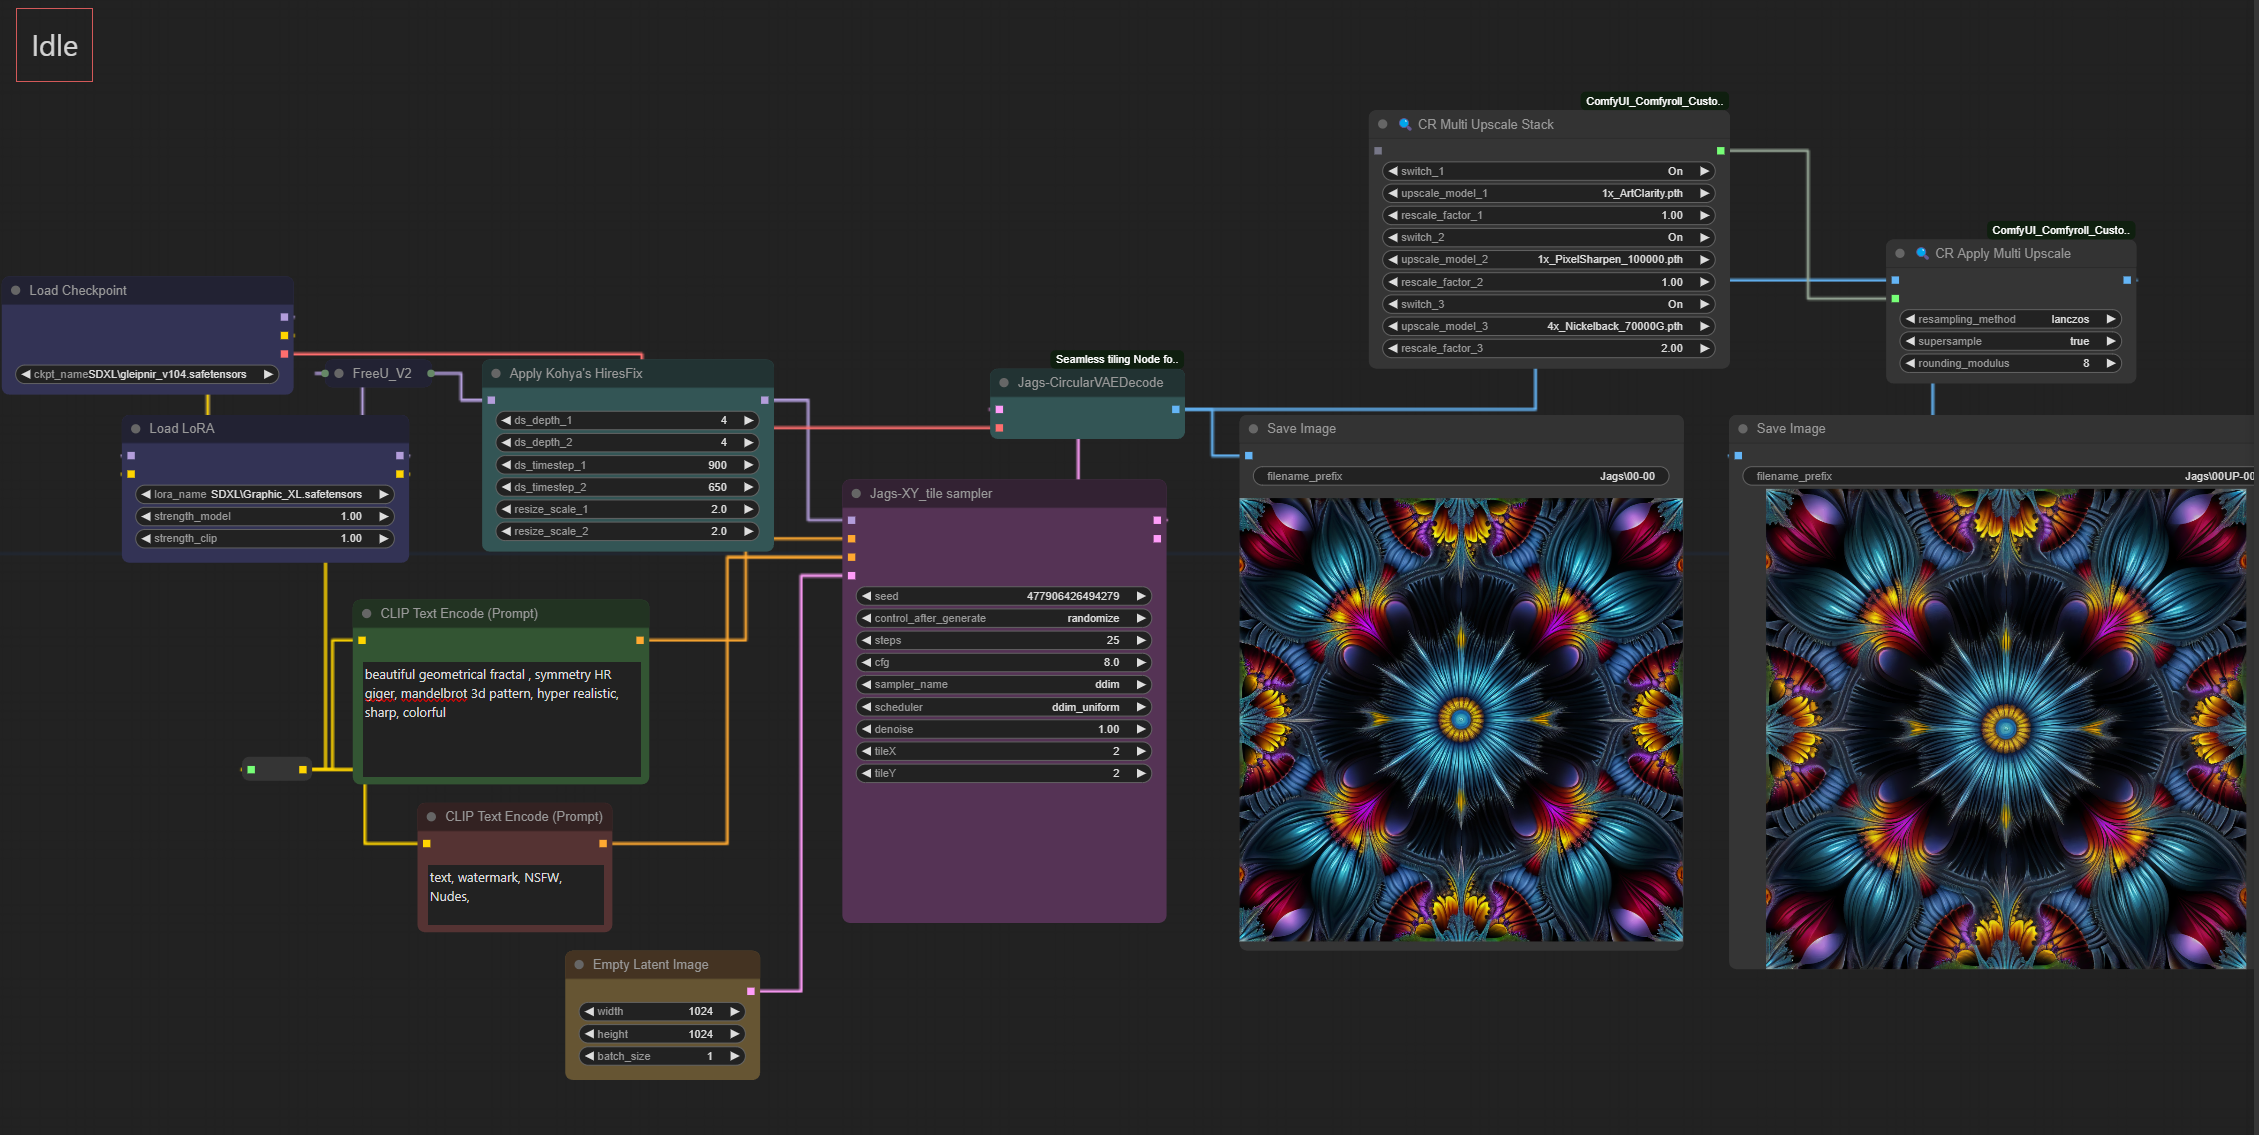 Idle
Load Checkpoint
ckpt_name SDXL\gleipnir_v104.safetensors
Load LoRA
lora_name SDXL\Graphic_XL.safetensors
strength_model 1.00
strength_clip 1.00
FreeU_V2
Apply Kohya's HiresFix
ds_depth_1 4
ds_depth_2 4
ds_timestep_1 900
ds_timestep_2 650
resize_scale_1 2.0
resize_scale_2 2.0
CLIP Text Encode (Prompt)
beautiful geometrical fractal , symmetry HR
giger, mandelbrot 3d pattern, hyper realistic,
sharp, colorful
CLIP Text Encode (Prompt)
text, watermark, NSFW,
Nudes,
Empty Latent Image
width 1024
height 1024
batch_size 1
Jags-XY_tile sampler
seed 477906426494279
control_after_generate randomize
steps 25
cfg 8.0
sampler_name ddim
scheduler ddim_uniform
denoise 1.00
tileX 2
tileY 2
Seamless tiling Node fo..
Jags-CircularVAEDecode
Save Image
filename_prefix Jags\00-00
ComfyUI_Comfyroll_Custo..
CR Multi Upscale Stack
switch_1 On
upscale_model_1 1x_ArtClarity.pth
rescale_factor_1 1.00
switch_2 On
upscale_model_2 1x_PixelSharpen_100000.pth
rescale_factor_2 1.00
switch_3 On
upscale_model_3 4x_Nickelback_70000G.pth
rescale_factor_3 2.00
ComfyUI_Comfyroll_Custo..
CR Apply Multi Upscale
resampling_method lanczos
supersample true
rounding_modulus 8
Save Image
filename_prefix Jags\00UP-00